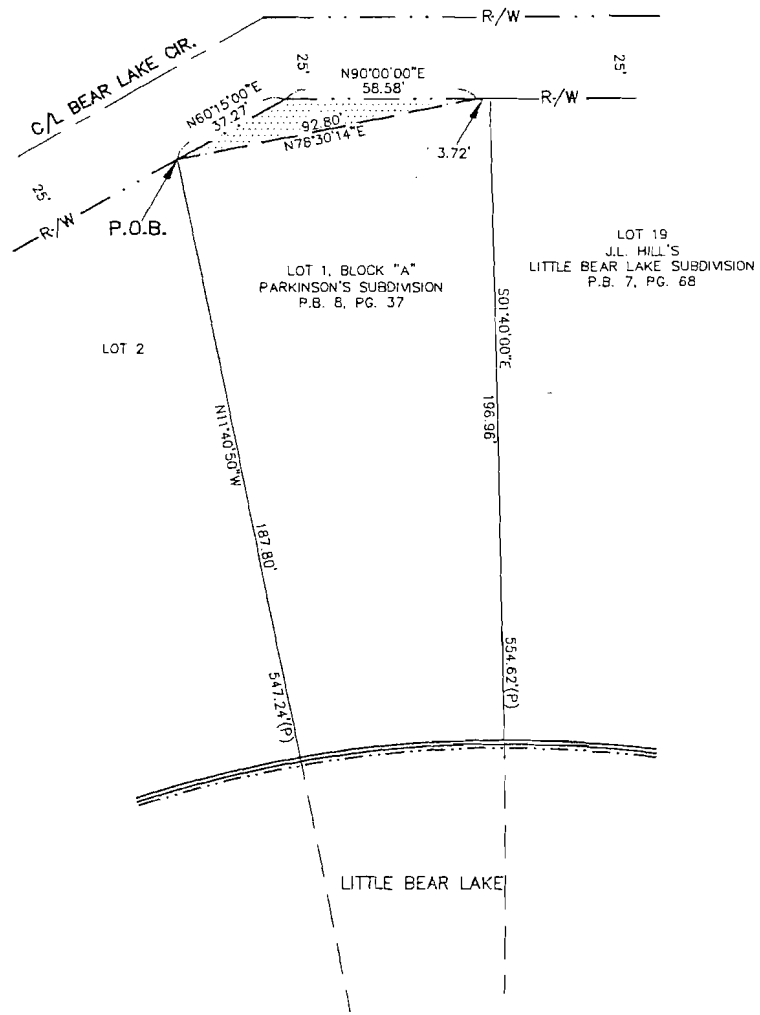 R/W
C/L BEAR LAKE CIR.
25'
N90°00'00"E
58.58'
25'
R/W
N60°15'00"E
37.27'
92.80'
N78°30'14"E
3.72'
25'
R/W
P.O.B.
LOT 1, BLOCK "A"
PARKINSON'S SUBDIVISION
P.B. 8, PG. 37
LOT 19
J.L. HILL'S
LITTLE BEAR LAKE SUBDIVISION
P.B. 7, PG. 68
LOT 2
S01°40'00"E
196.96'
N11°40'50"W
187.80'
554.62'(P)
547.24'(P)
LITTLE BEAR LAKE